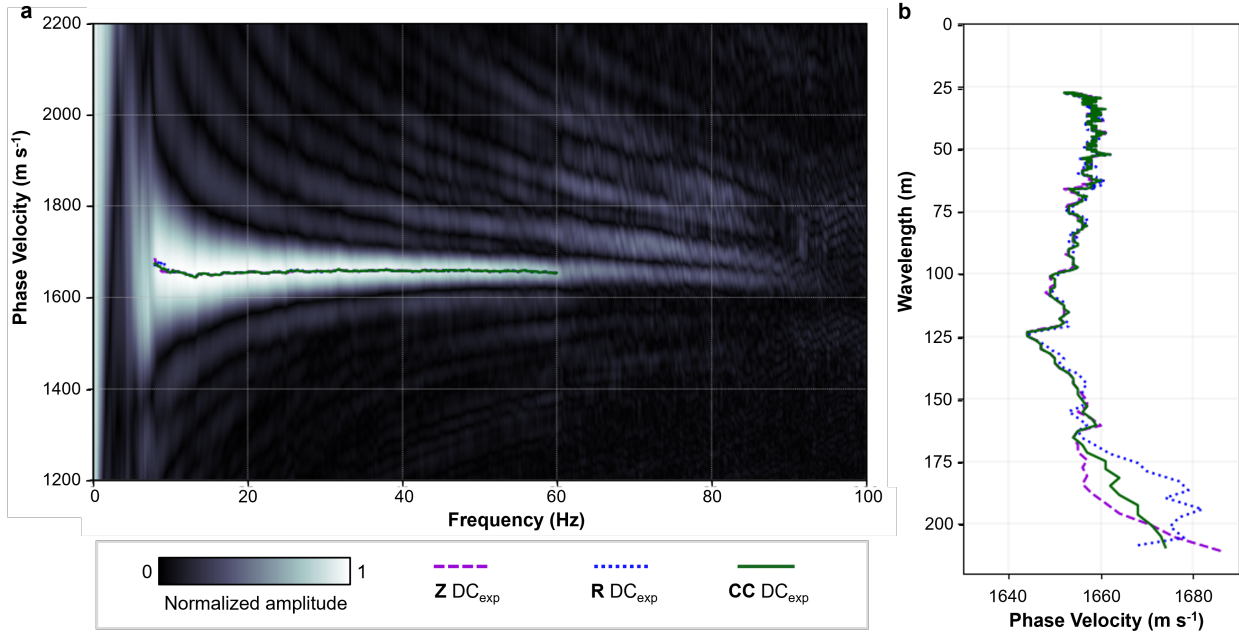 a
2200
2000
1800
1600
1400
1200
Phase Velocity (m s⁻¹)
0
20
40
60
80
100
Frequency (Hz)
0
1
Normalized amplitude
Z DCexp
R DCexp
CC DCexp
b
0
25
50
75
100
125
150
175
200
Wavelength (m)
1640
1660
1680
Phase Velocity (m s⁻¹)